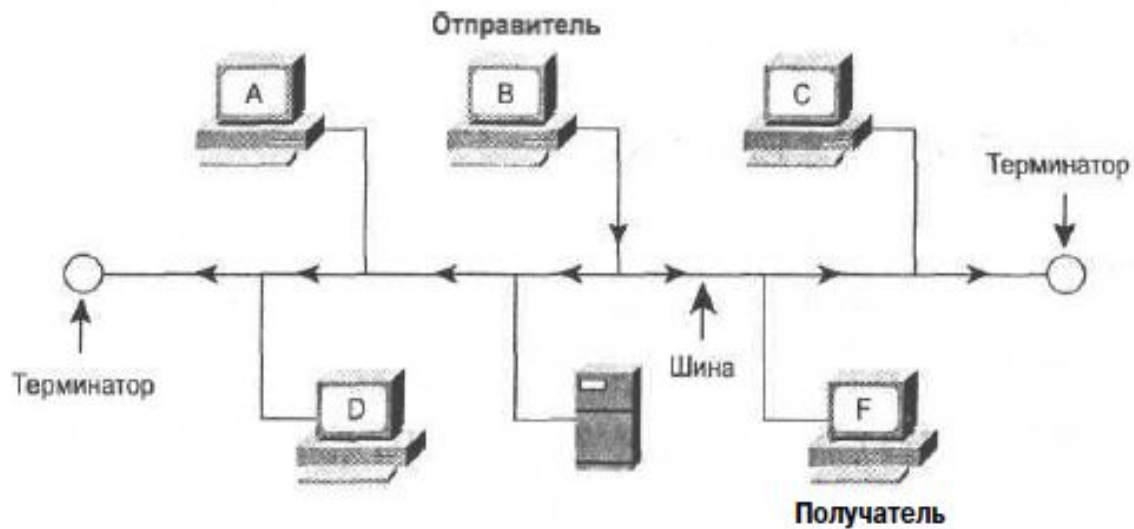 Отправитель
A
B
C
Терминатор
Шина
Терминатор
D
F
Получатель